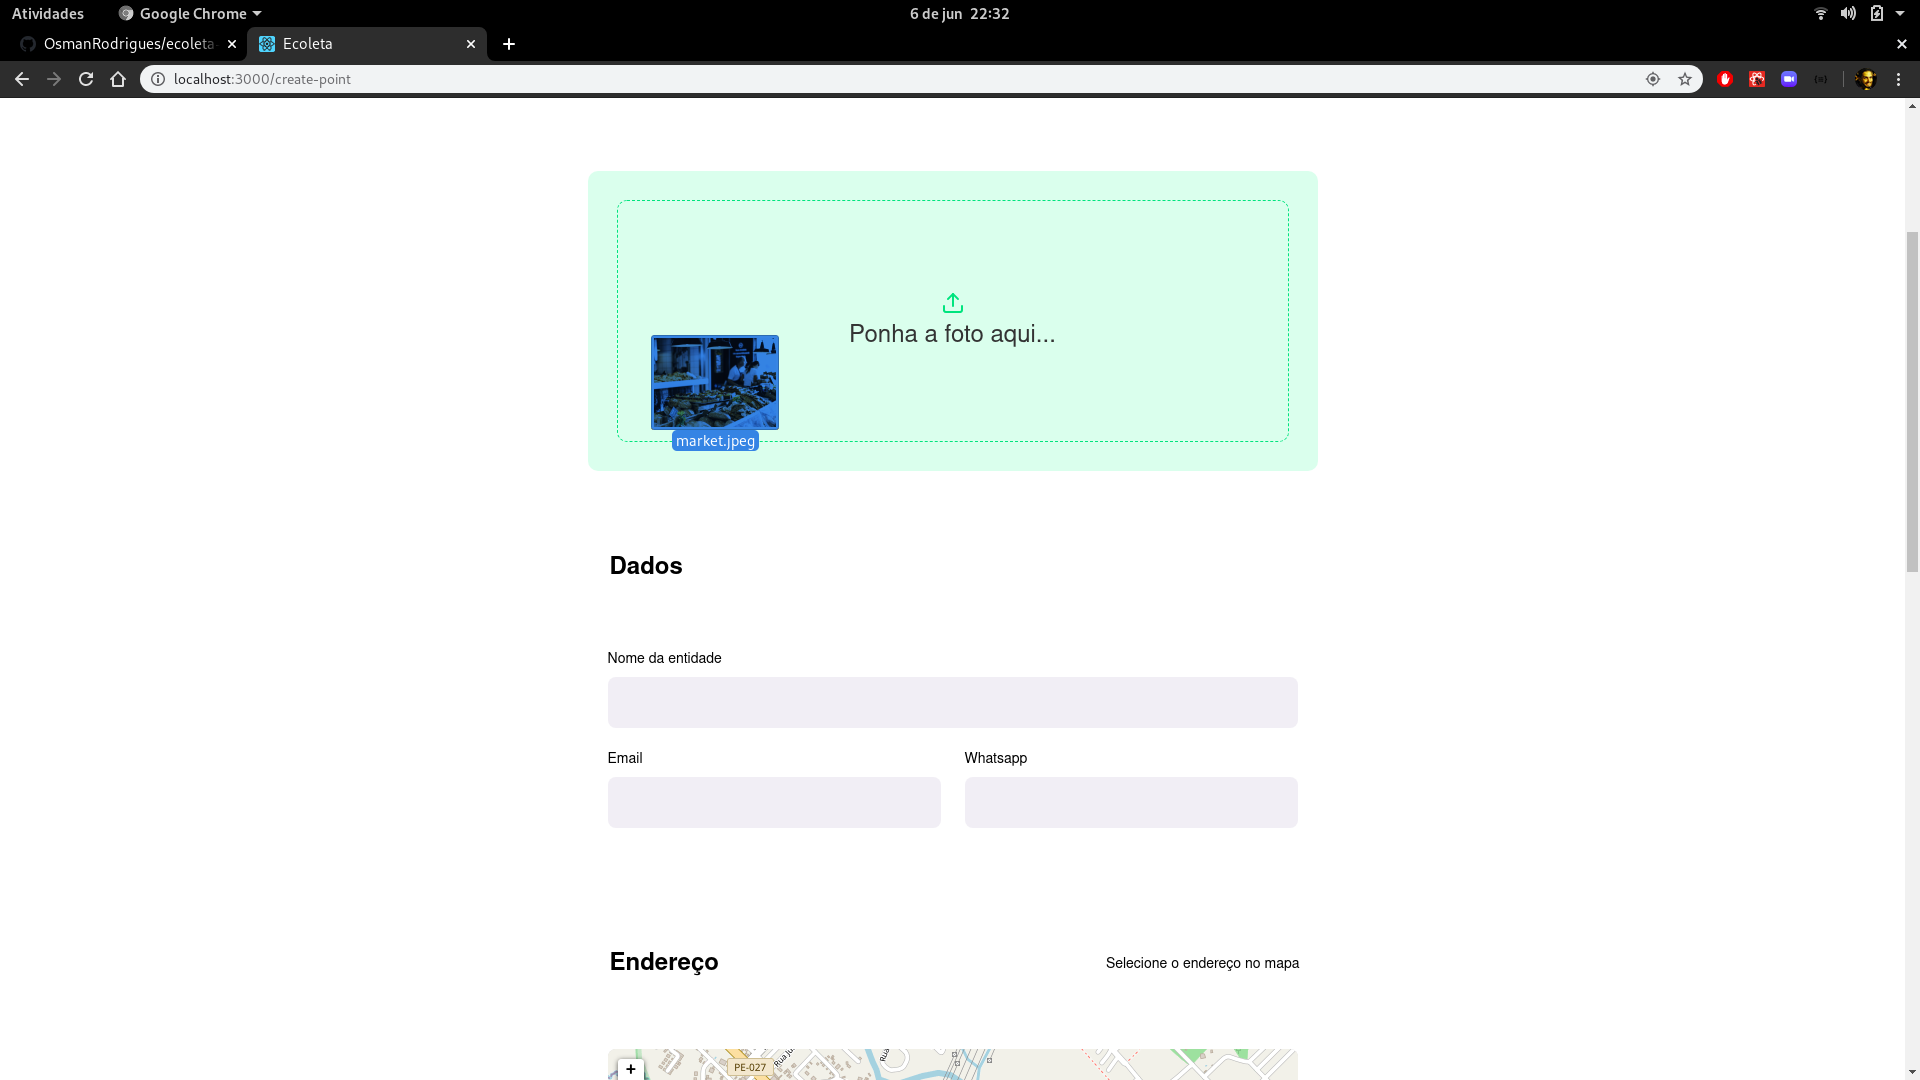 Atividades
Google Chrome
6 de jun 22:32
OsmanRodrigues/ecoleta
Ecoleta
localhost:3000/create-point
Ponha a foto aqui...
market.jpeg
Dados
Nome da entidade
Email
Whatsapp
Endereço
Selecione o endereço no mapa
+
PE-027
Rua